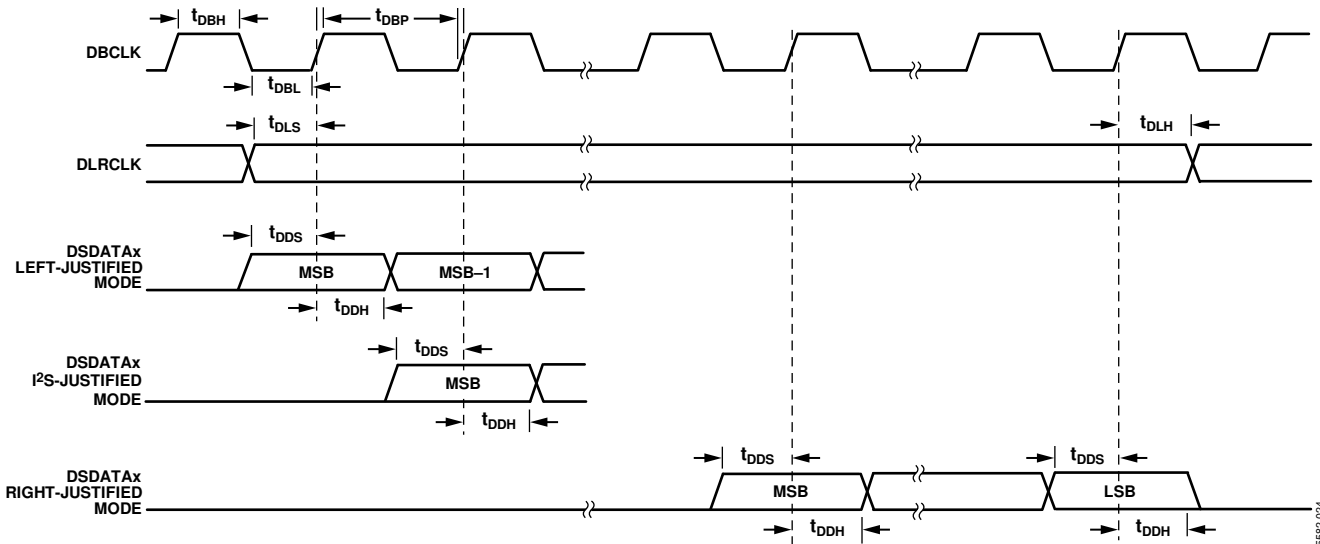 tDBH
tDBP
DBCLK
tDBL
tDLS
tDLH
DLRCLK
tDDS
DSDATAx
LEFT-JUSTIFIED
MODE
MSB
MSB–1
tDDH
tDDS
DSDATAx
I²S-JUSTIFIED
MODE
MSB
tDDH
tDDS
tDDS
DSDATAx
RIGHT-JUSTIFIED
MODE
MSB
LSB
tDDH
tDDH